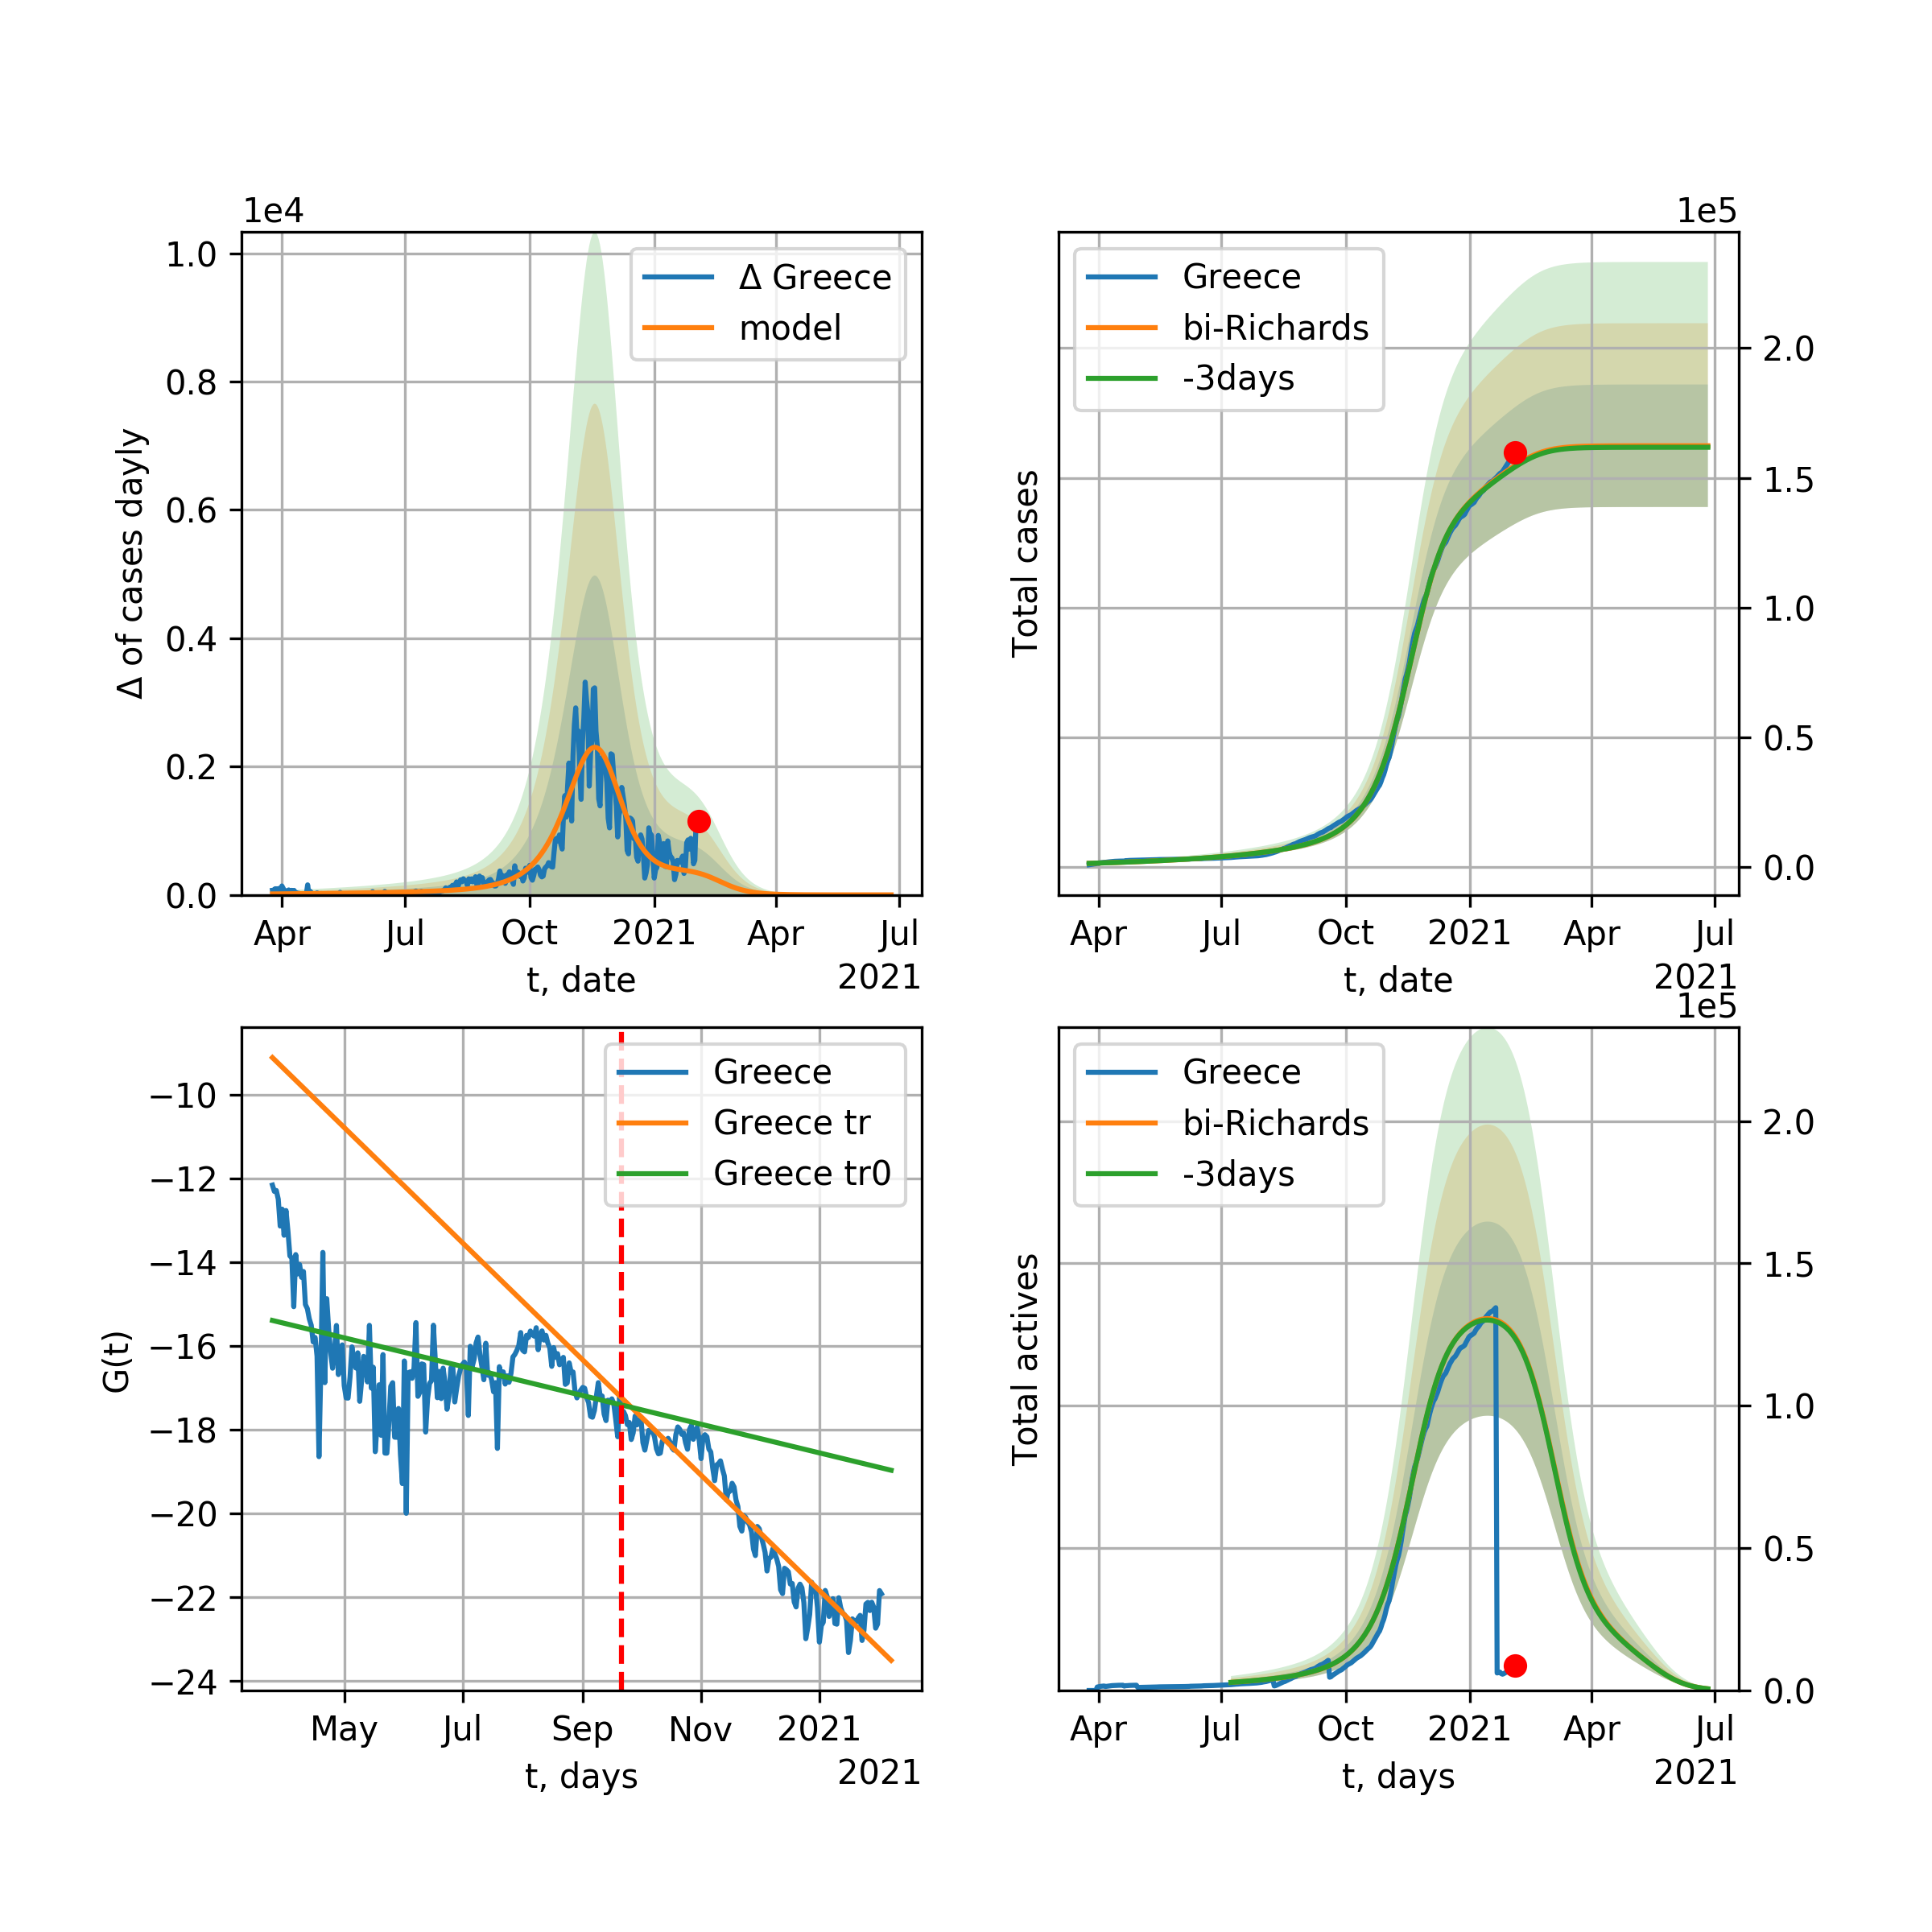 1e4
Δ of cases dayly
1.0
0.8
0.6
0.4
0.2
0.0
Δ Greece
model
Apr Jul Oct 2021 Apr Jul
t, date
2021
1e5
Total cases
Greece
bi-Richards
-3days
2.0
1.5
1.0
0.5
0.0
Apr Jul Oct 2021 Apr Jul
t, date
2021
G(t)
−10
−12
−14
−16
−18
−20
−22
−24
Greece
Greece tr
Greece tr0
May Jul Sep Nov 2021
t, days
2021
1e5
Total actives
Greece
bi-Richards
-3days
2.0
1.5
1.0
0.5
0.0
Apr Jul Oct 2021 Apr Jul
t, days
2021